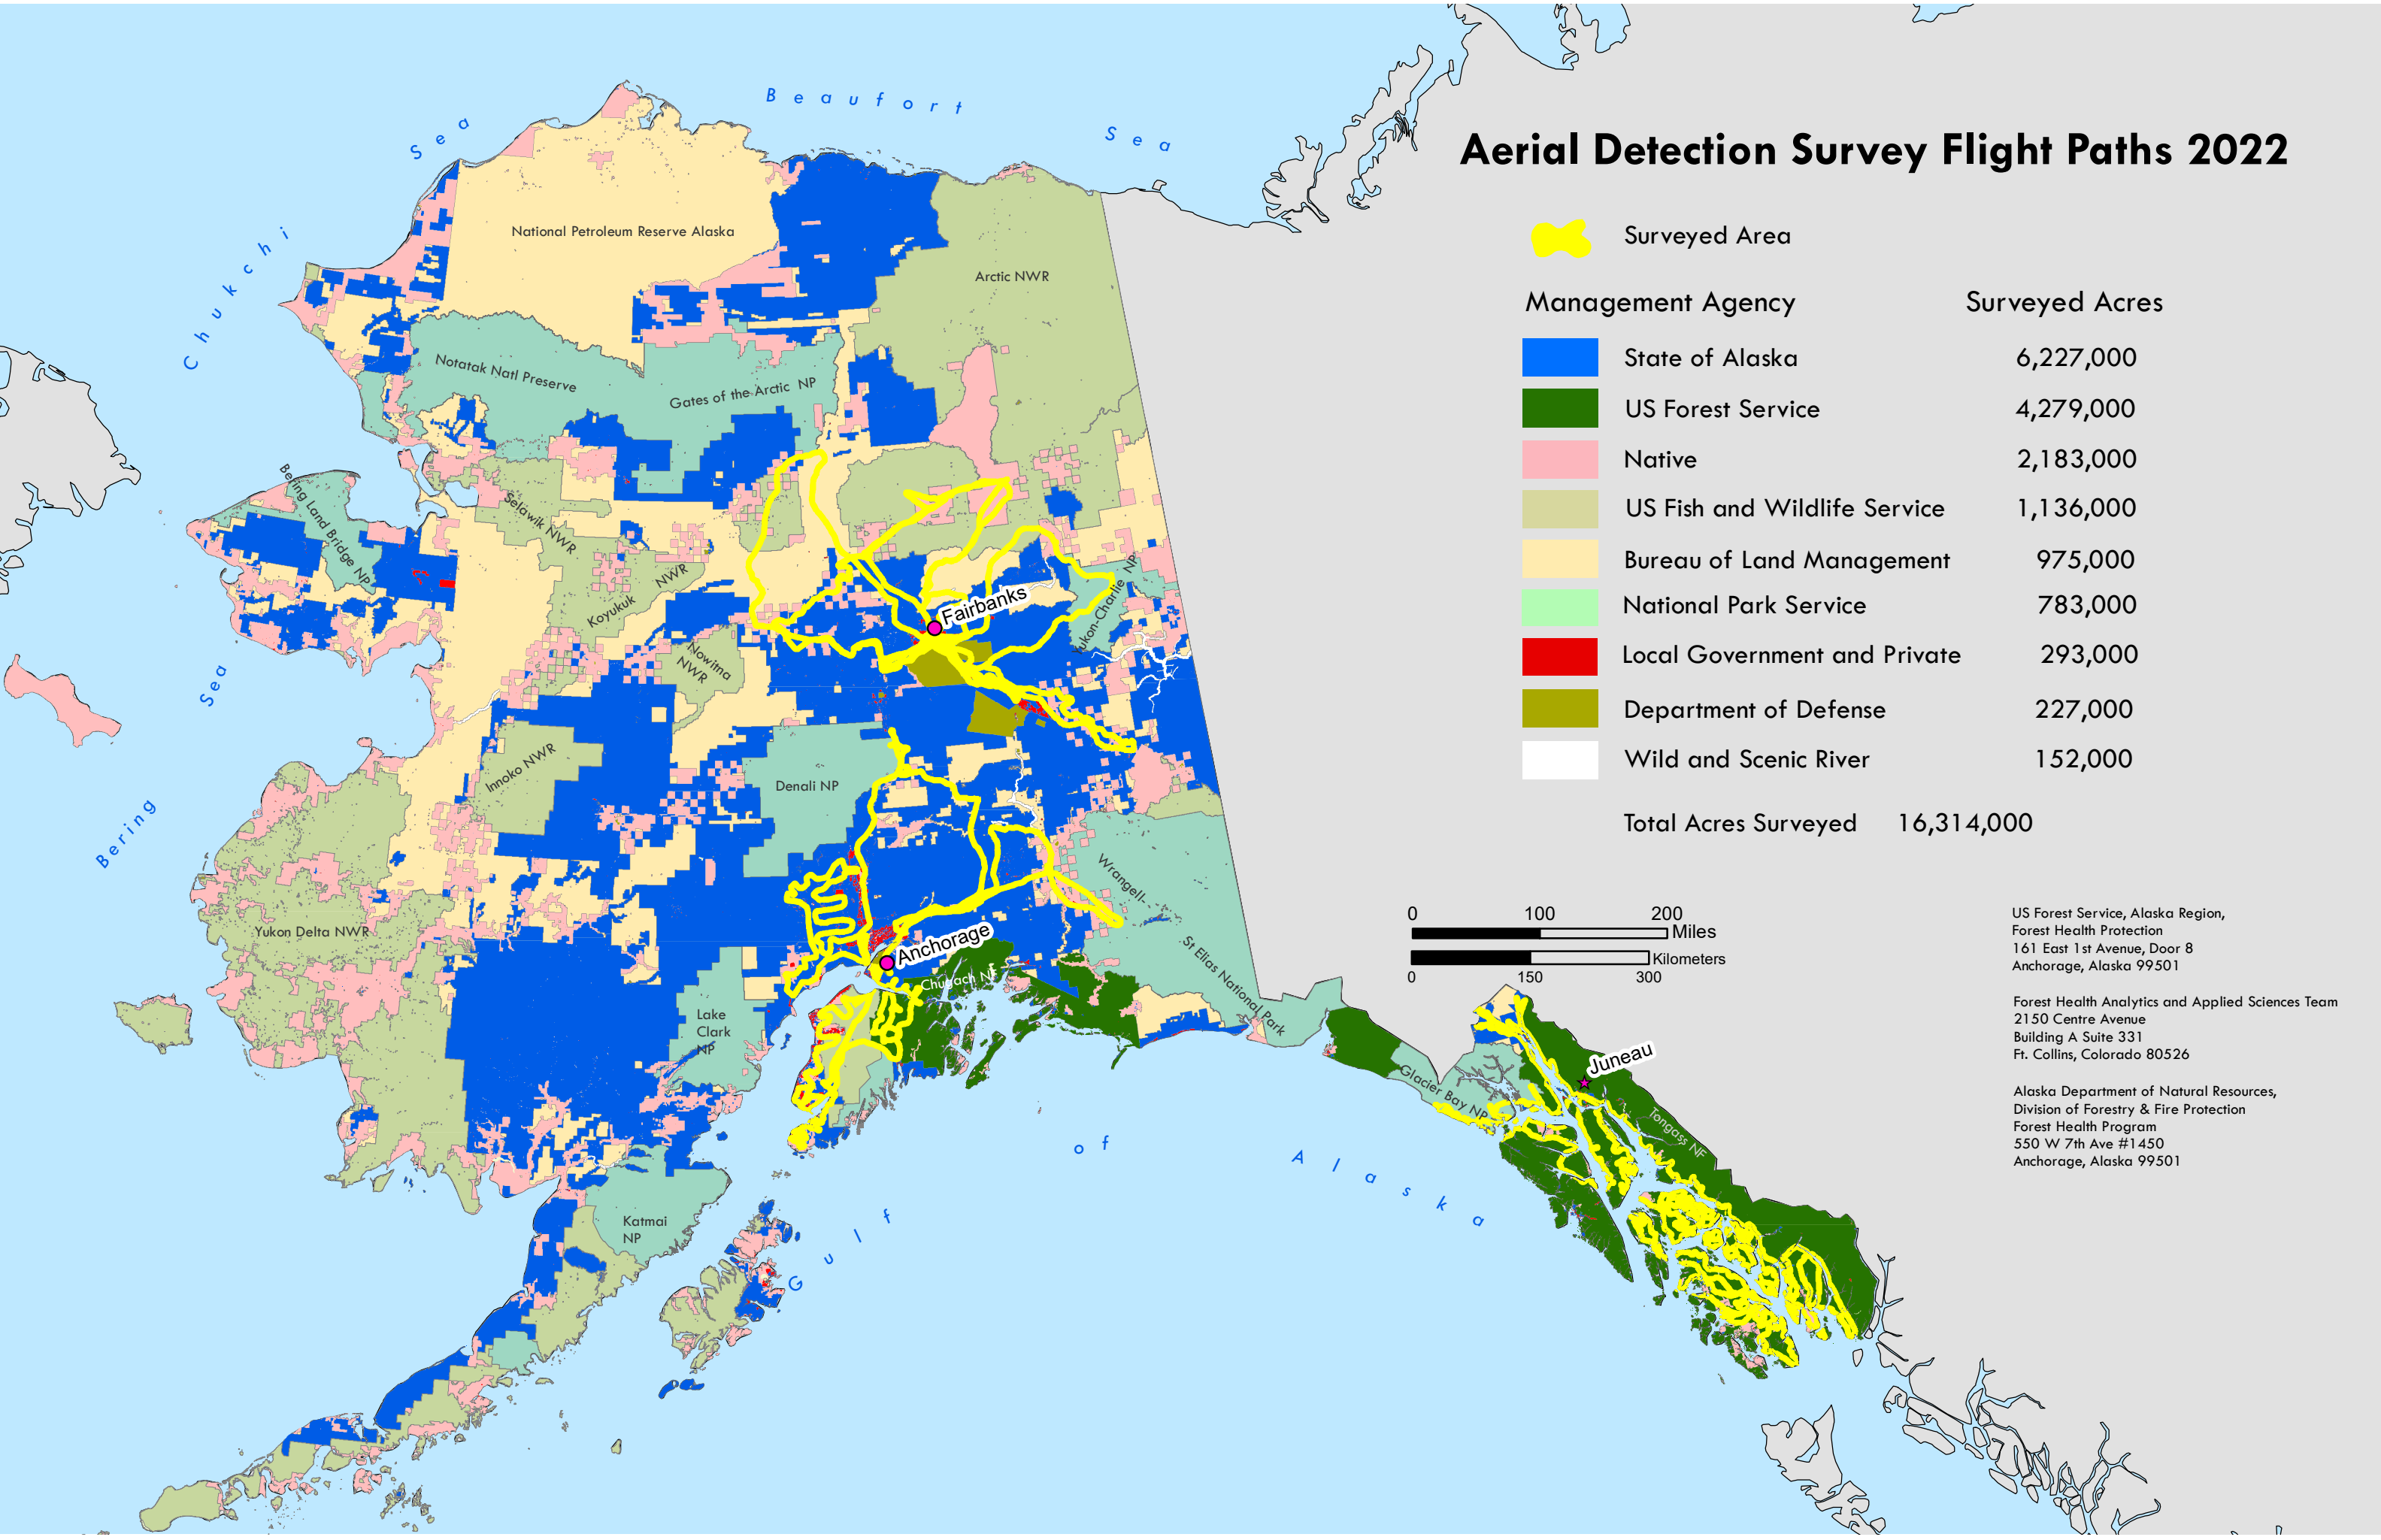 Aerial Detection Survey Flight Paths 2022
Surveyed Area
Management Agency Surveyed Acres
State of Alaska 6,227,000
US Forest Service 4,279,000
Native 2,183,000
US Fish and Wildlife Service 1,136,000
Bureau of Land Management 975,000
National Park Service 783,000
Local Government and Private 293,000
Department of Defense 227,000
Wild and Scenic River 152,000
Total Acres Surveyed 16,314,000
0 100 200
Miles
Kilometers
0 150 300
US Forest Service, Alaska Region,
Forest Health Protection
161 East 1st Avenue, Door 8
Anchorage, Alaska 99501
Forest Health Analytics and Applied Sciences Team
2150 Centre Avenue
Building A Suite 331
Ft. Collins, Colorado 80526
Alaska Department of Natural Resources,
Division of Forestry & Fire Protection
Forest Health Program
550 W 7th Ave #1450
Anchorage, Alaska 99501
Beaufort Sea
Chukchi Sea
Bering Sea
Gulf of Alaska
National Petroleum Reserve Alaska
Arctic NWR
Notatak Natl Preserve
Gates of the Arctic NP
Bering Land Bridge NP
Selawik NWR
Koyukuk NWR
Nowitna
NWR
Fairbanks
Yukon-Charlie NP
Innoko NWR
Denali NP
Yukon Delta NWR
Wrangell-
St Elias National Park
Anchorage
Chugach NF
Lake
Clark
NP
Katmai
NP
Glacier Bay NP
Juneau
Tongass NF